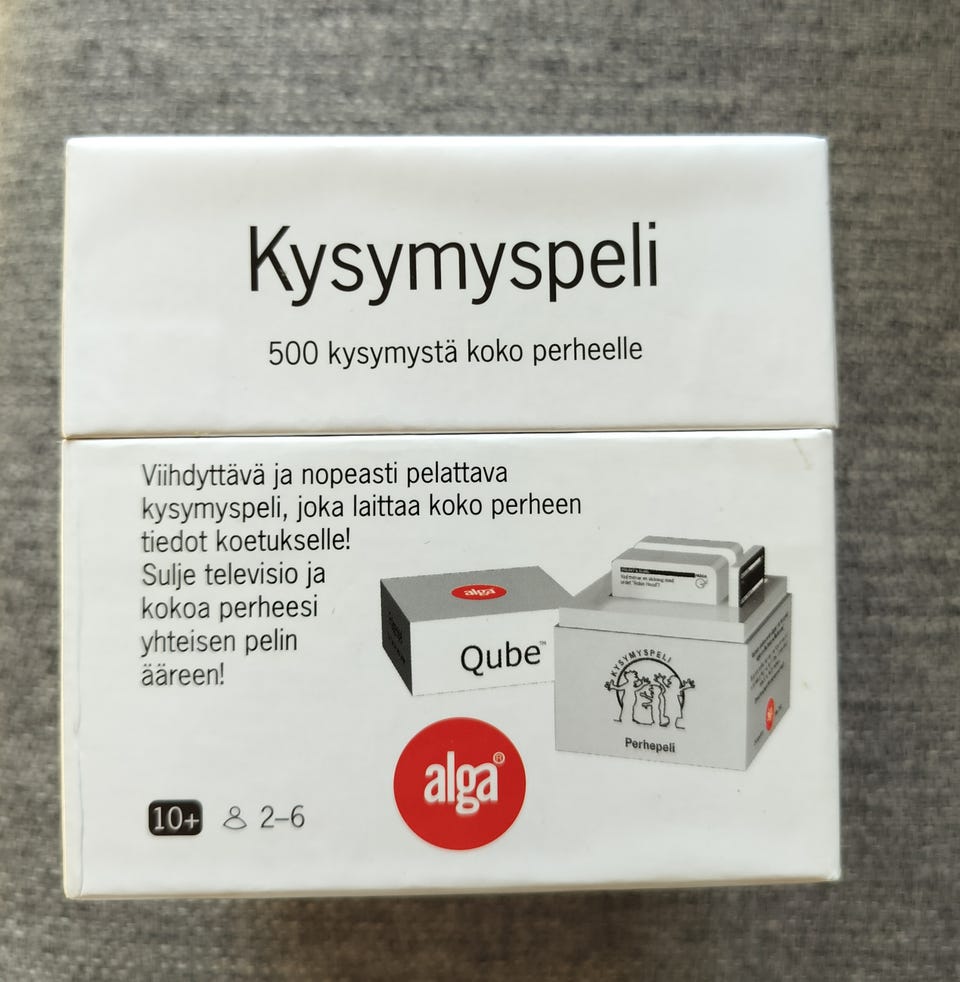 Kysymyspeli
500 kysymystä koko perheelle
Viihdyttävä ja nopeasti pelattava
kysymyspeli, joka laittaa koko perheen
tiedot koetukselle!
Sulje televisio ja
kokoa perheesi
yhteisen pelin
ääreen!
alga
Qube™
KYSYMYSPELI
Perhepeli
alga®
10+ 2–6